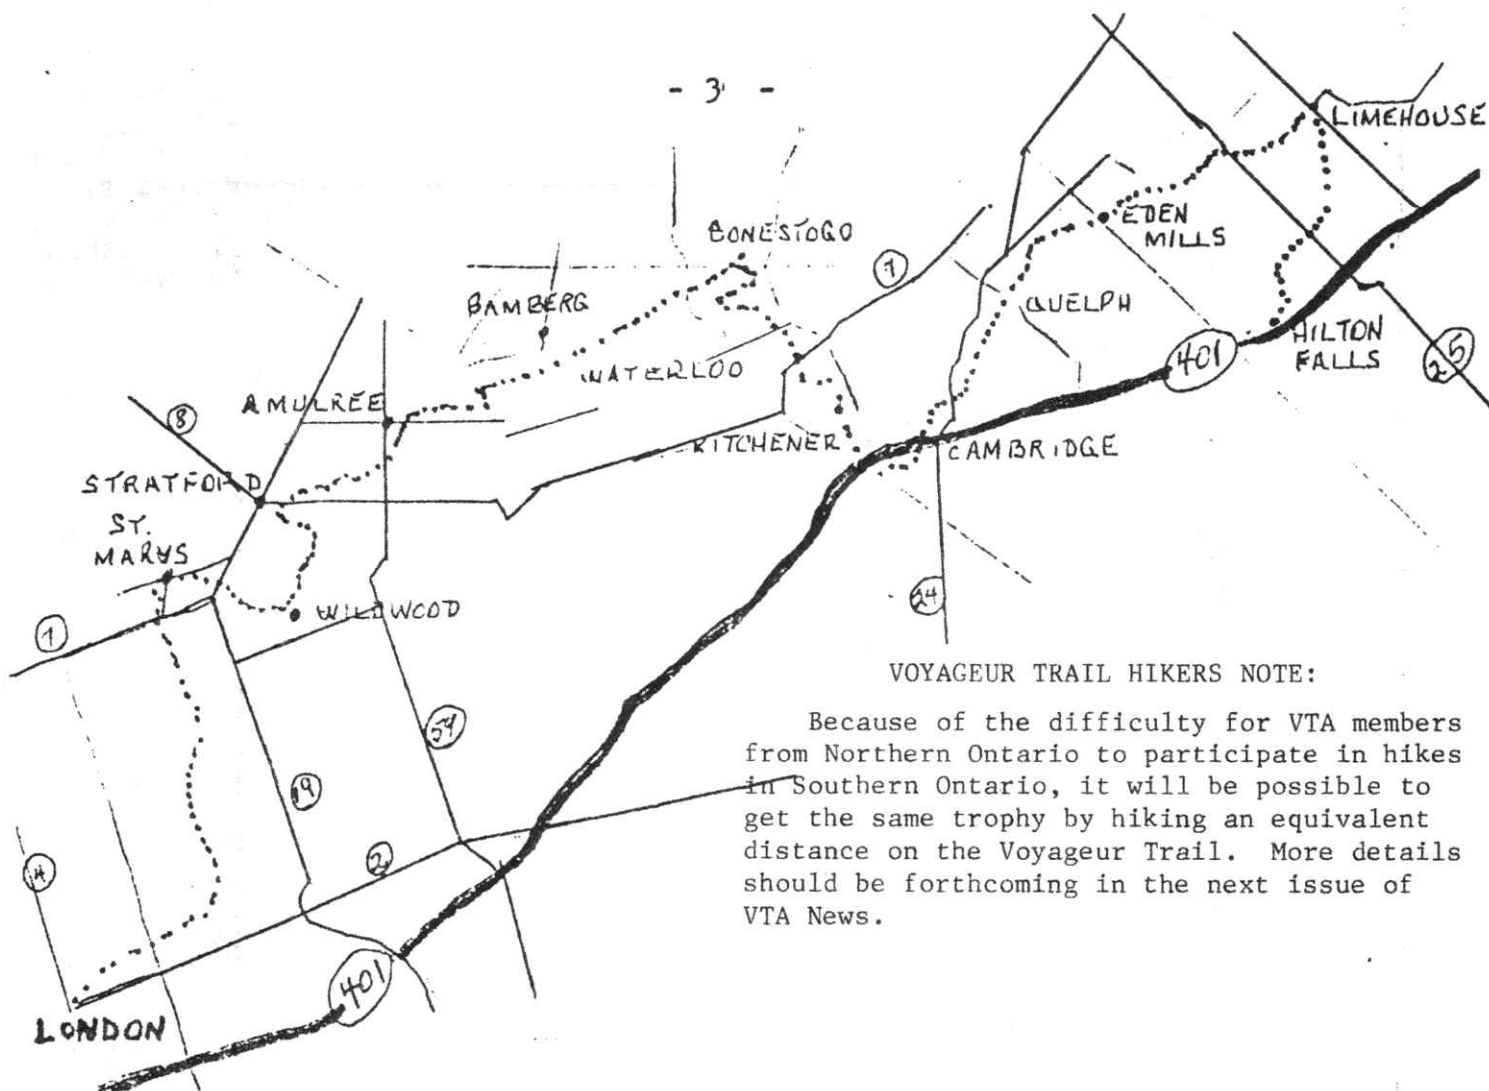 - 3 -
LIMEHOUSE
EDEN
MILLS
CONESTOGO
7
BAMBERG
GUELPH
HILTON
FALLS
401
25
WATERLOO
AMULREE
8
KITCHENER
CAMBRIDGE
STRATFORD
ST.
MARYS
WILDWOOD
24
7
VOYAGEUR TRAIL HIKERS NOTE:
Because of the difficulty for VTA members
from Northern Ontario to participate in hikes
in Southern Ontario, it will be possible to
get the same trophy by hiking an equivalent
distance on the Voyageur Trail. More details
should be forthcoming in the next issue of
VTA News.
59
19
2
4
401
LONDON